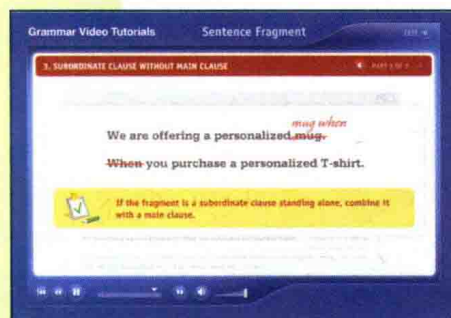 Grammar Video Tutorials Sentence Fragment EXIT
3. SUBORDINATE CLAUSE WITHOUT MAIN CLAUSE
mug when
We are offering a personalized mug.
When you purchase a personalized T-shirt.
If the fragment is a subordinate clause standing alone, combine it
with a main clause.